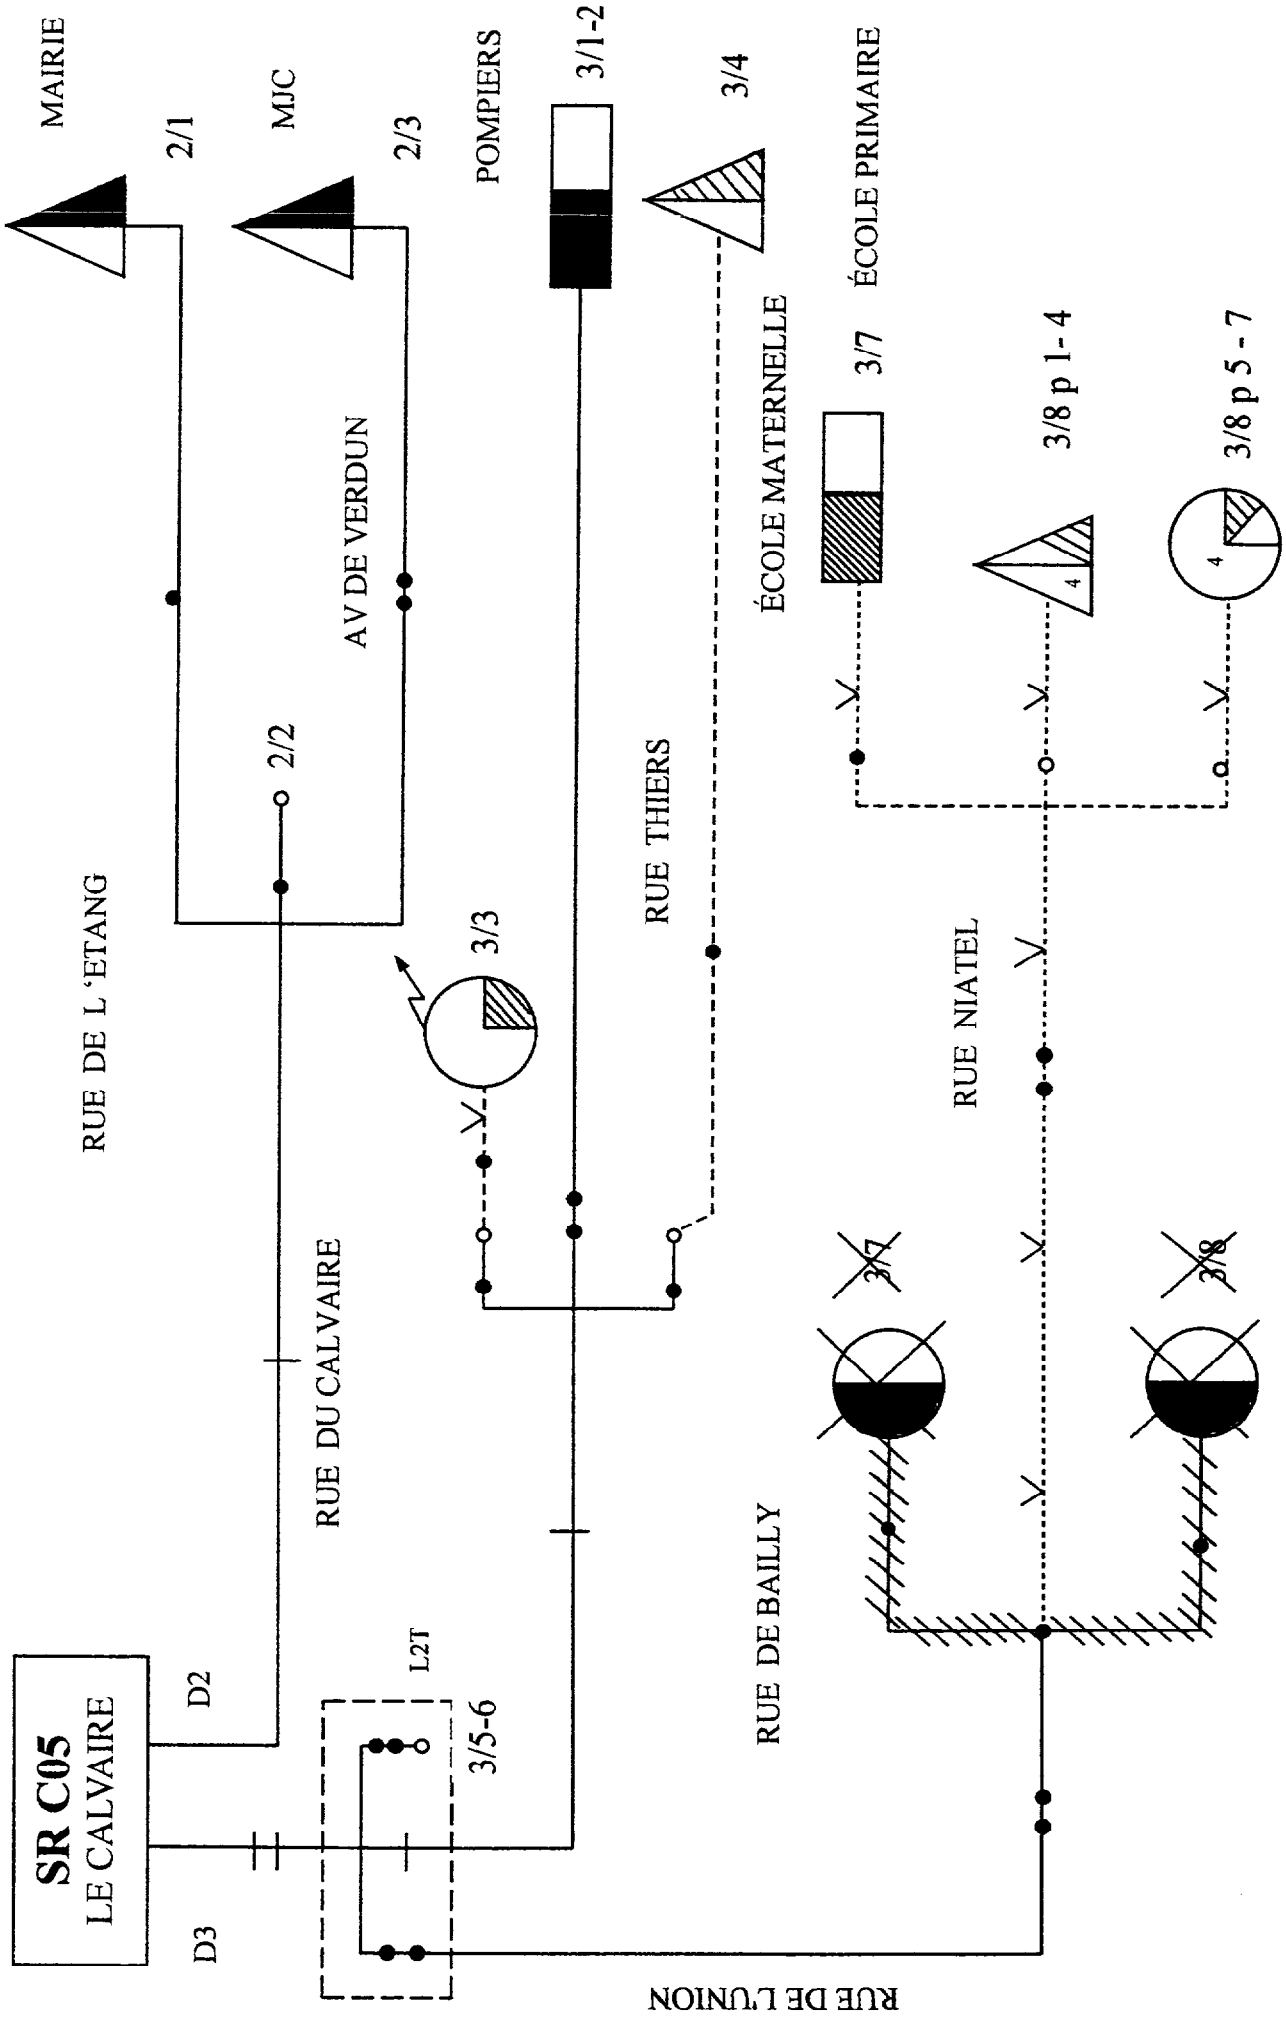 SR C05
LE CALVAIRE
D3
D2
L2T
3/5-6
RUE DE L'UNION
RUE DE L 'ETANG
RUE DU CALVAIRE
2/2
AV DE VERDUN
MAIRIE
2/1
MJC
2/3
3/3
POMPIERS
3/1-2
RUE THIERS
3/4
RUE DE BAILLY
3/7
3/8
RUE NIATEL
ÉCOLE MATERNELLE
ÉCOLE PRIMAIRE
3/7
4
3/8 p 1- 4
4
3/8 p 5 - 7